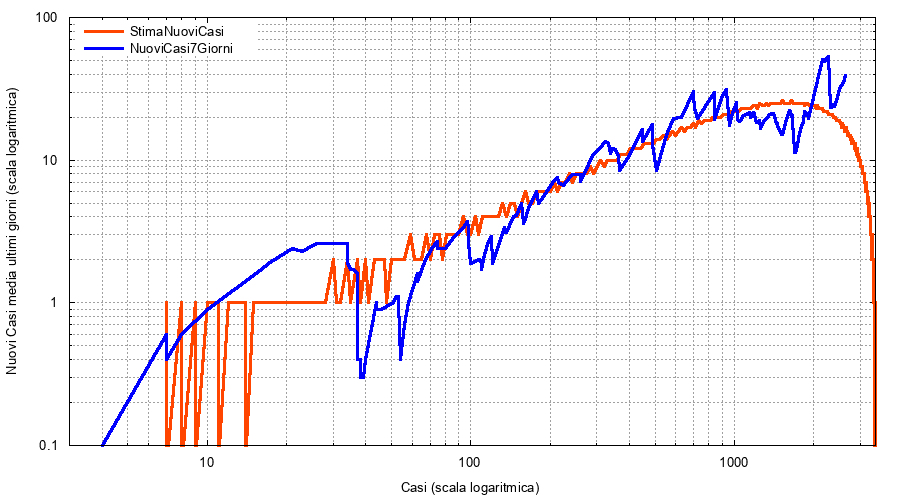 100
StimaNuoviCasi
NuoviCasi7Giorni
10
1
0.1
Nuovi Casi media ultimi giorni (scala logaritmica)
10
100
1000
Casi (scala logaritmica)